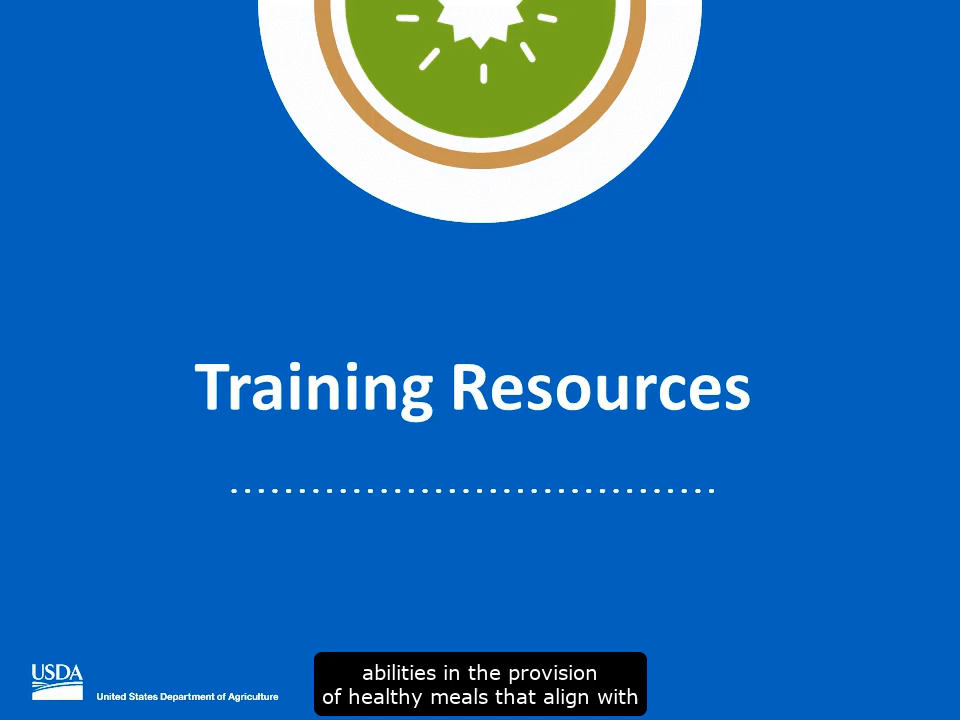 Training Resources
USDA
United States Department of Agriculture
abilities in the provision
of healthy meals that align with